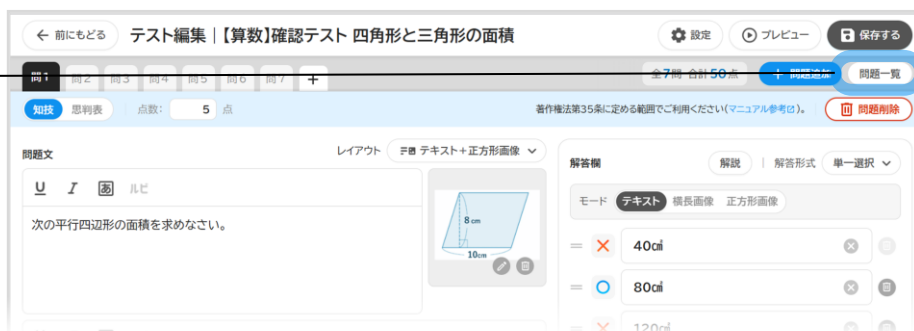 ← 前にもどる テスト編集｜【算数】確認テスト 四角形と三角形の面積 設定 プレビュー 保存する
問1 問2 問3 問4 問5 問6 問7 + 全7問 合計50点 + 問題追加 問題一覧
知技 思判表 点数: 5 点 著作権法第35条に定める範囲でご利用ください(マニュアル参考)。 問題削除
問題文 レイアウト テキスト+正方形画像
U I あ ルビ
次の平行四辺形の面積を求めなさい。
8cm
10cm
解答欄 解説 | 解答形式 単一選択
モード テキスト 横長画像 正方形画像
40㎠
80㎠
120㎠